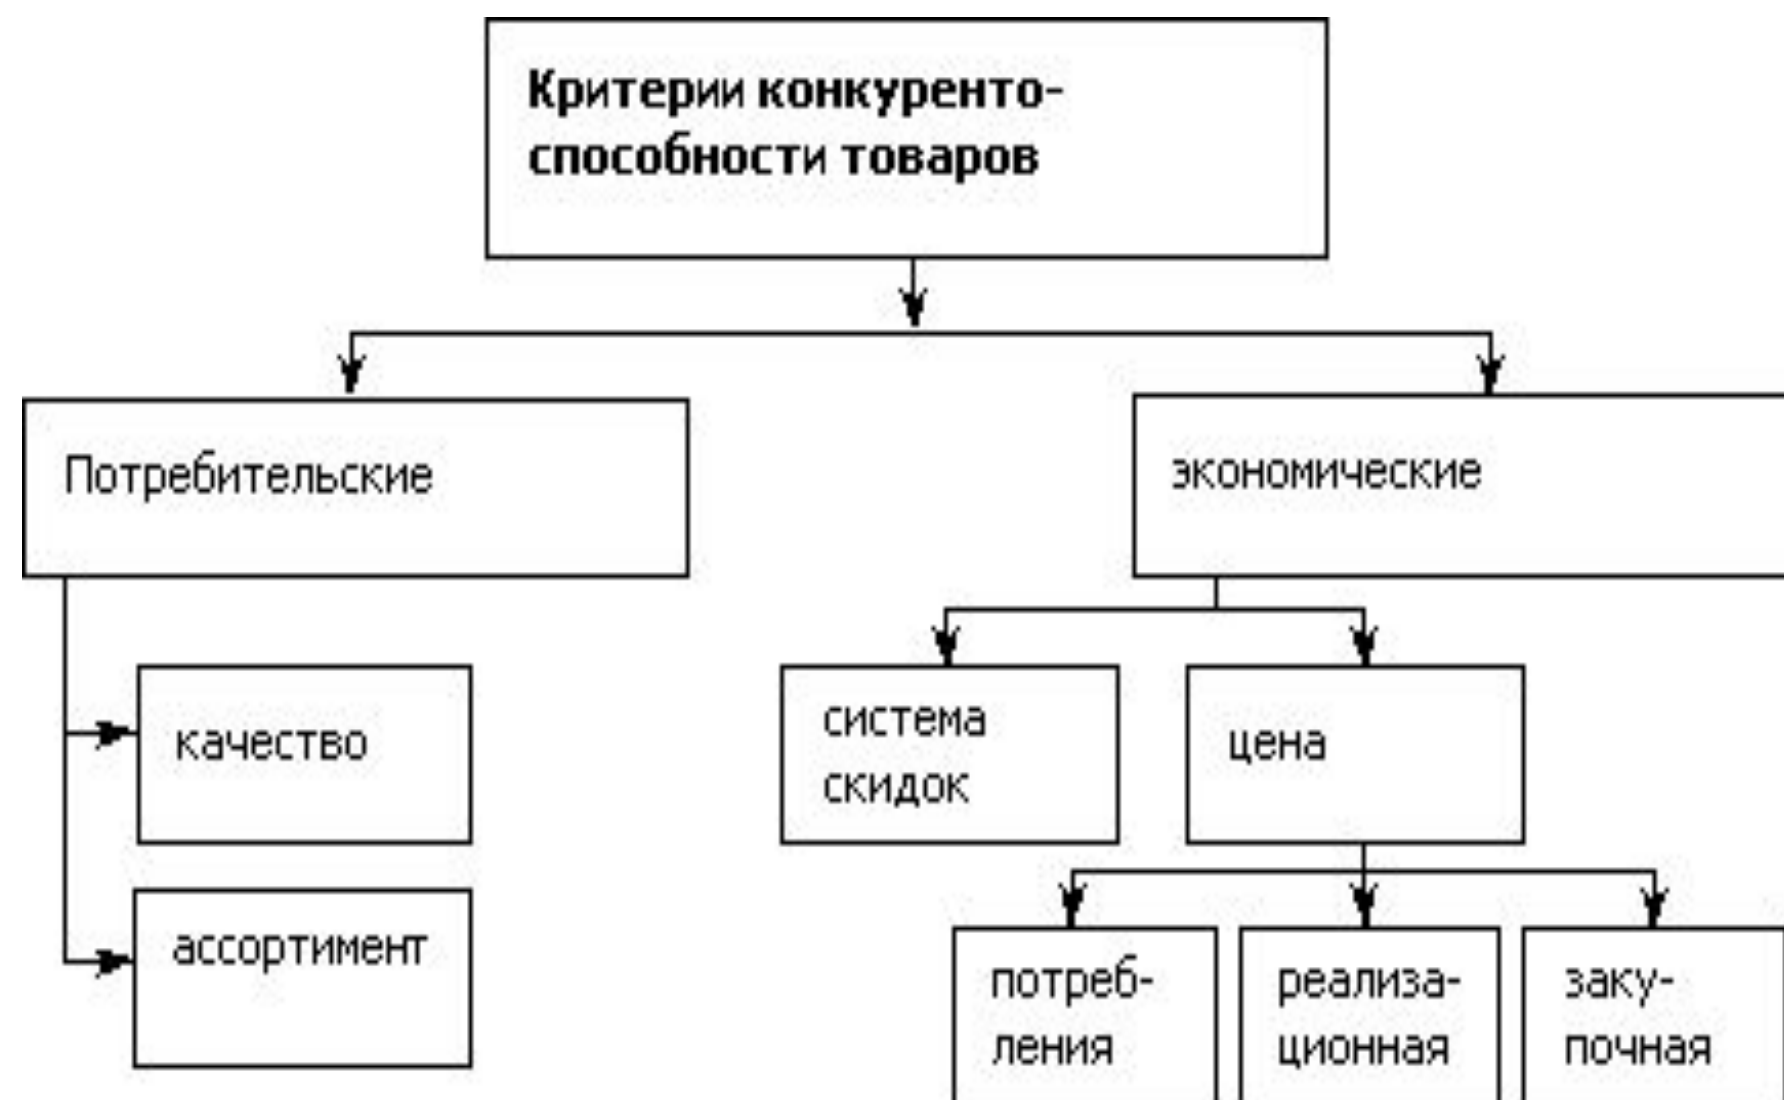 Критерии конкуренто-
способности товаров
Потребительские
экономические
качество
система
скидок
цена
ассортимент
потреб-
ления
реализа-
ционная
заку-
почная